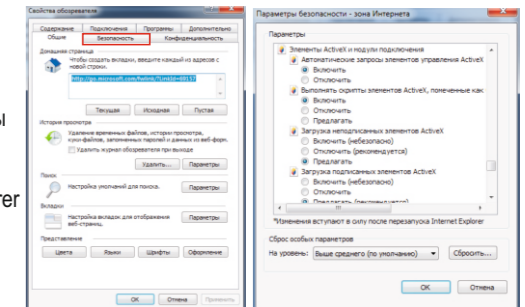 ы
rer
Свойства обозревателя
Содержание Подключения Программы Дополнительно
Общие Безопасность Конфиденциальность
Домашняя страница
Чтобы создать вкладки, введите каждый из адресов с
новой строки.
http://go.microsoft.com/fwlink/?LinkId=69157
Текущая Исходная Пустая
История просмотра
Удаление временных файлов, истории просмотра,
куки-файлов, запомненных паролей и данных из веб-форм.
Удалять журнал обозревателя при выходе
Удалить... Параметры
Поиск
Настройка умолчаний для поиска. Параметры
Вкладки
Настройка вкладок для отображения
веб-страниц. Параметры
Представление
Цвета Языки Шрифты Оформление
OK Отмена Применить
Параметры безопасности - зона Интернета
Параметры
Элементы ActiveX и модули подключения
Автоматические запросы элементов управления ActiveX
Включить
Отключить
Выполнять скрипты элементов ActiveX, помеченные как
Включить
Отключить
Предлагать
Загрузка неподписанных элементов ActiveX
Включить (небезопасно)
Отключить (рекомендуется)
Предлагать
Загрузка подписанных элементов ActiveX
Включить (небезопасно)
Отключить
Предлагать (рекомендуется)
*Изменения вступают в силу после перезапуска Internet Explorer
Сброс особых параметров
На уровень: Выше среднего (по умолчанию) Сбросить...
OK Отмена